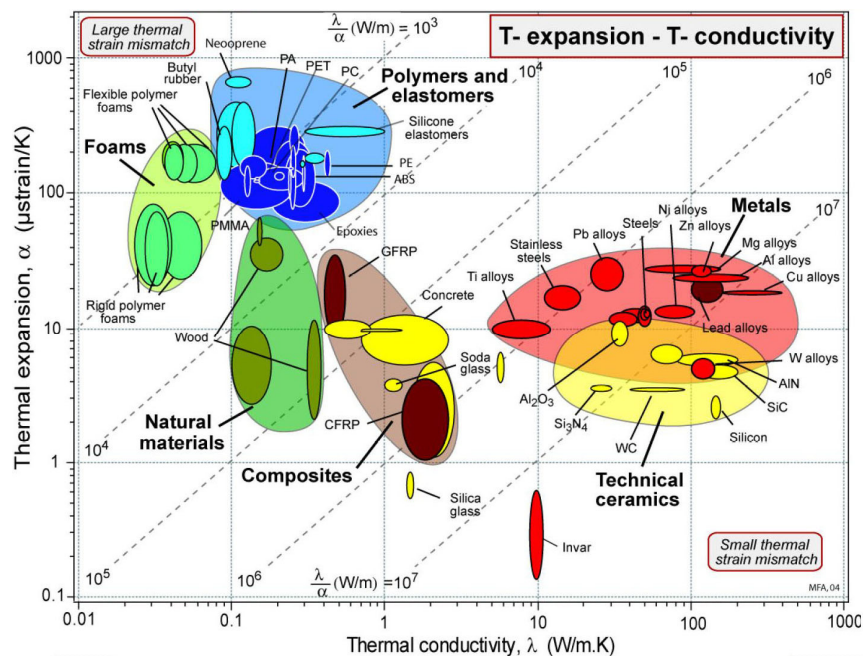 T- expansion - T- conductivity
Large thermal
strain mismatch
λ/α (W/m) = 10³
10⁴
10⁵
10⁶
10⁷
1000
100
10
1
0.1
Thermal expansion, α (µstrain/K)
Neooprene
Butyl
rubber
Flexible polymer
foams
Foams
PA
PET
PC
Polymers and
elastomers
Silicone
elastomers
PE
ABS
PMMA
Epoxies
Rigid polymer
foams
Wood
Natural
materials
GFRP
Concrete
Soda
glass
CFRP
Composites
Silica
glass
Ti alloys
Stainless
steels
Pb alloys
Steels
Ni alloys
Zn alloys
Metals
Mg alloys
Al alloys
Cu alloys
Lead alloys
W alloys
AlN
SiC
Silicon
Al₂O₃
Si₃N₄
WC
Technical
ceramics
Invar
Small thermal
strain mismatch
MFA, 04
10⁴
10⁵
10⁶
λ/α (W/m) = 10⁷
0.01
0.1
1
10
100
1000
Thermal conductivity, λ (W/m.K)